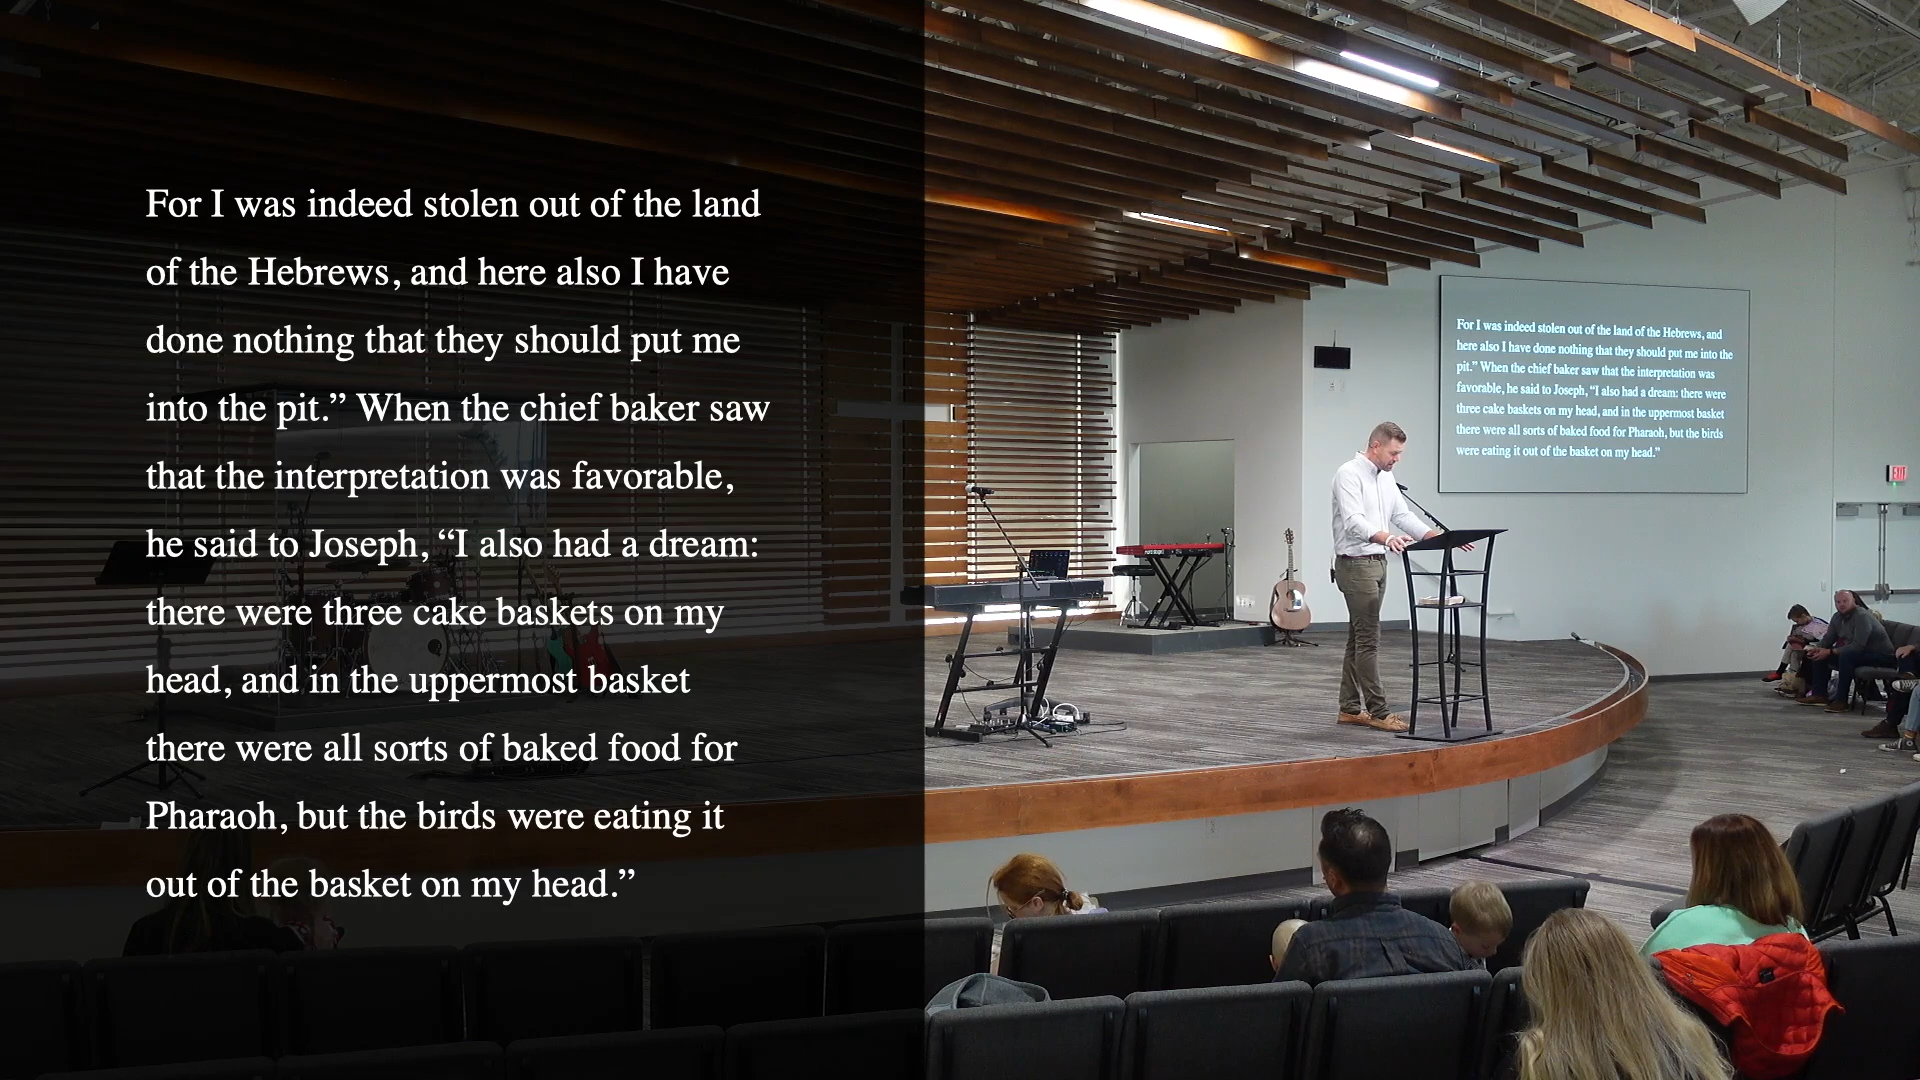 For I was indeed stolen out of the land
of the Hebrews, and here also I have
done nothing that they should put me
into the pit.” When the chief baker saw
that the interpretation was favorable,
he said to Joseph, “I also had a dream:
there were three cake baskets on my
head, and in the uppermost basket
there were all sorts of baked food for
Pharaoh, but the birds were eating it
out of the basket on my head.”
For I was indeed stolen out of the land of the Hebrews, and
here also I have done nothing that they should put me into the
pit.” When the chief baker saw that the interpretation was
favorable, he said to Joseph, “I also had a dream: there were
three cake baskets on my head, and in the uppermost basket
there were all sorts of baked food for Pharaoh, but the birds
were eating it out of the basket on my head.”
EXIT